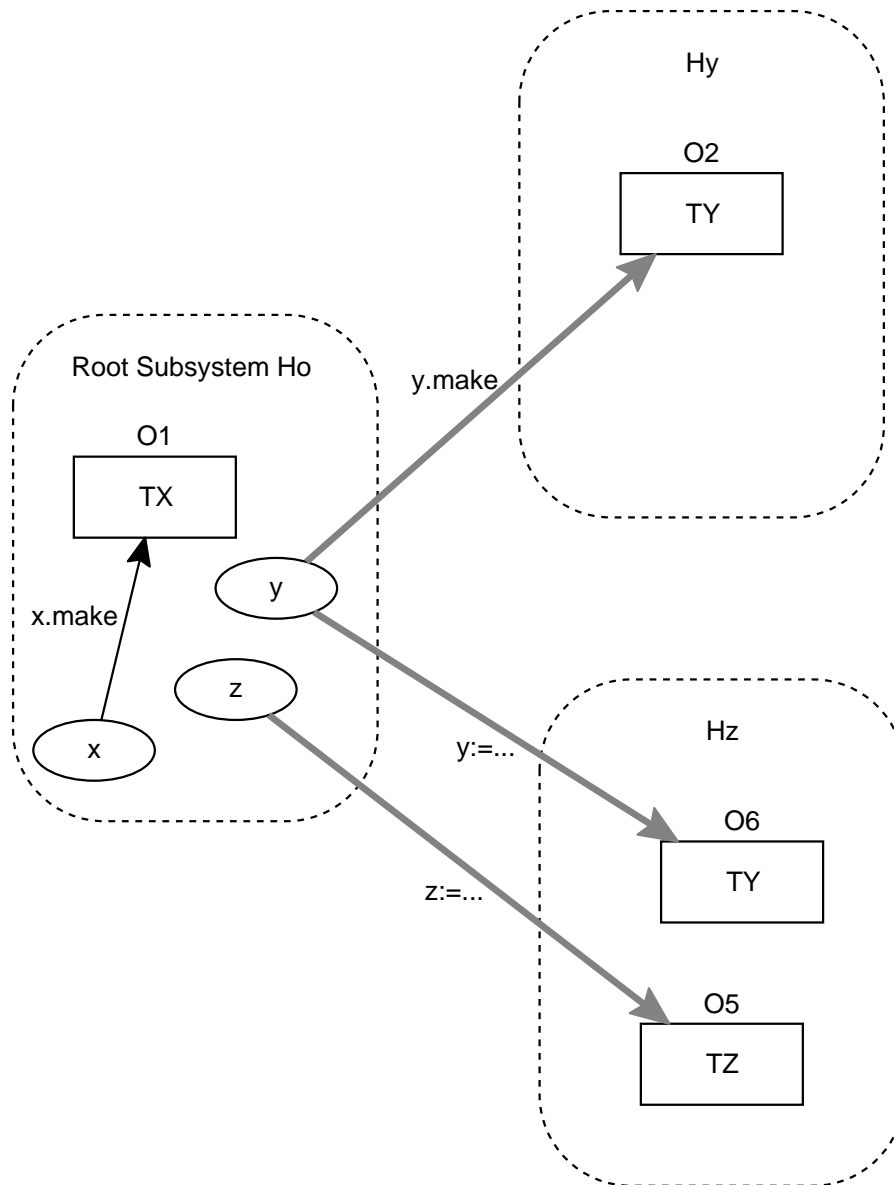 Hy
O2
TY
Root Subsystem Ho
y.make
O1
TX
y
x.make
z
x
Hz
y:=...
O6
TY
z:=...
O5
TZ